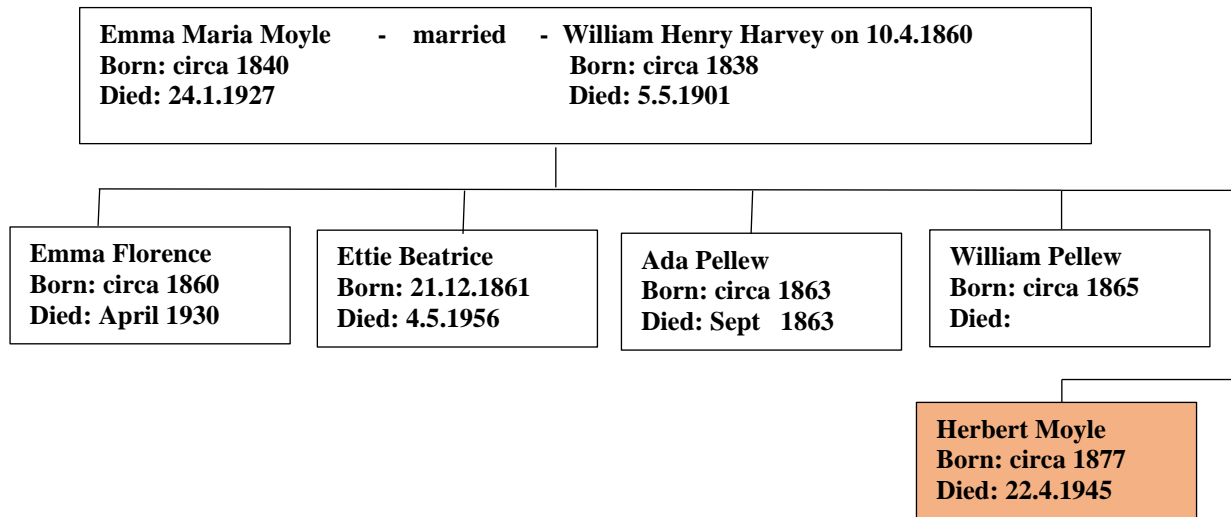 Emma Maria Moyle - married - William Henry Harvey on 10.4.1860
Born: circa 1840 Born: circa 1838
Died: 24.1.1927 Died: 5.5.1901
Emma Florence
Born: circa 1860
Died: April 1930
Ettie Beatrice
Born: 21.12.1861
Died: 4.5.1956
Ada Pellew
Born: circa 1863
Died: Sept 1863
William Pellew
Born: circa 1865
Died:
Herbert Moyle
Born: circa 1877
Died: 22.4.1945